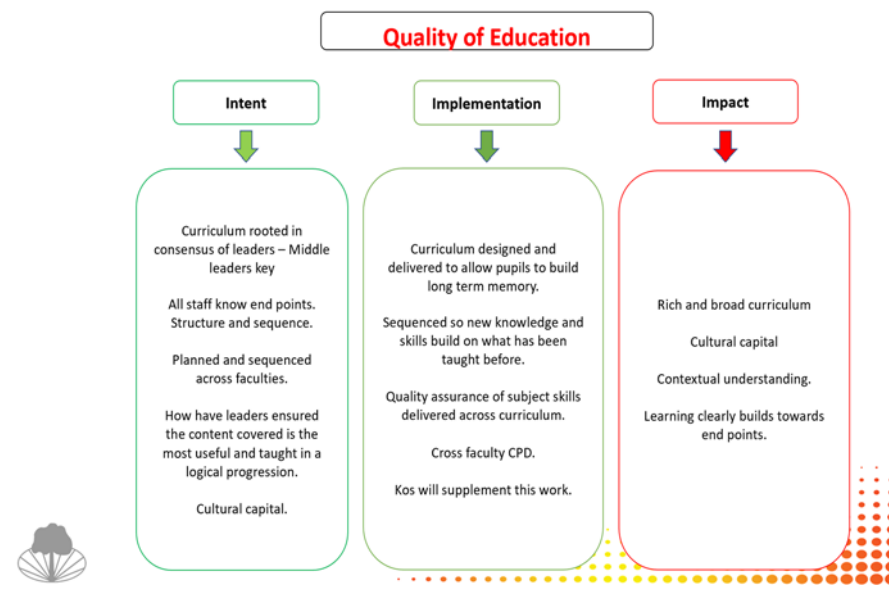 Quality of Education
Intent
Implementation
Impact
Curriculum rooted in
consensus of leaders – Middle
leaders key
All staff know end points.
Structure and sequence.
Planned and sequenced
across faculties.
How have leaders ensured
the content covered is the
most useful and taught in a
logical progression.
Cultural capital.
Curriculum designed and
delivered to allow pupils to build
long term memory.
Sequenced so new knowledge and
skills build on what has been
taught before.
Quality assurance of subject skills
delivered across curriculum.
Cross faculty CPD.
Kos will supplement this work.
Rich and broad curriculum
Cultural capital
Contextual understanding.
Learning clearly builds towards
end points.